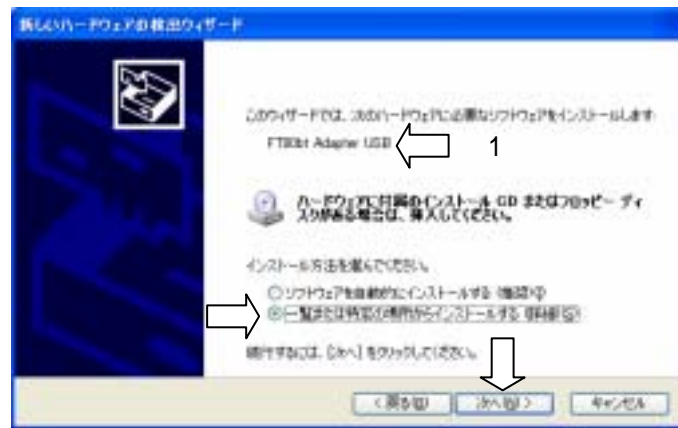 新しいハードウェアの検出ウィザード
このウィザードでは、次のハードウェアに必要なソフトウェアをインストールします:
Adapter USB
1
ハードウェアに付属のインストール CD またはフロッピー ディ
スクがある場合は、挿入してください。
インストール方法を選んでください。
ソフトウェアを自動的にインストールする (推奨)(I)
一覧または特定の場所からインストールする (詳細)(S)
続行するには、[次へ] をクリックしてください。
< 戻る(B)
次へ(N) >
キャンセル